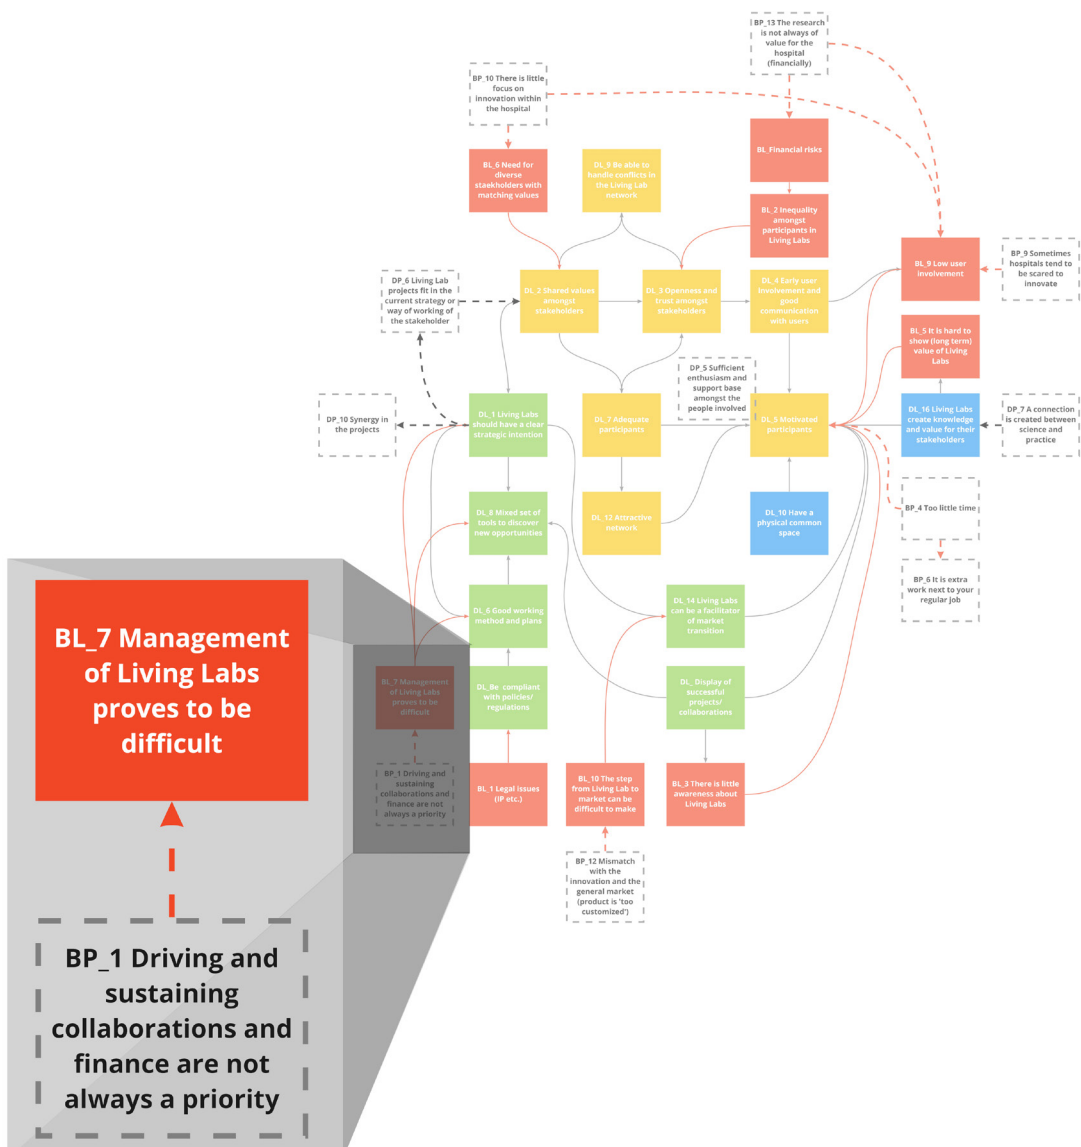 BP_13 The research
is not always of
value for the
hospital
(financially)
BP_10 There is little
focus on
innovation within
the hospital
BL_Financial risks
BL_6 Need for
diverse
staekholders with
matching values
DL_9 Be able to
handle conflicts in
the Living Lab
network
BL_2 Inequality
amongst
participants in
Living Labs
BL_9 Low user
involvement
BP_9 Sometimes
hospitals tend to
be scared to
innovate
DP_6 Living Lab
projects fit in the
current strategy or
way of working of
the stakeholder
DL_2 Shared values
amongst
stakeholders
DL_3 Openness and
trust amongst
stakeholders
DL_4 Early user
involvement and
good
communication
with users
BL_5 It is hard to
show (long term)
value of Living
Labs
DP_5 Sufficient
enthusiasm and
support base
amongst the
people involved
DP_10 Synergy in
the projects
DL_1 Living Labs
should have a clear
strategic intention
DL_7 Adequate
participants
DL_5 Motivated
participants
DL_16 Living Labs
create knowledge
and value for their
stakeholders
DP_7 A connection
is created between
science and
practice
BP_4 Too little time
DL_8 Mixed set of
tools to discover
new opportunities
DL_12 Attractive
network
DL_10 Have a
physical common
space
BP_6 It is extra
work next to your
regular job
DL_6 Good working
method and plans
DL_14 Living Labs
can be a facilitator
of market
transition
BL_7 Management
of Living Labs
proves to be
difficult
BL_7 Management
of Living Labs
proves to be
difficult
DL_Be compliant
with policies/
regulations
DL_ Display of
successful
projects/
collaborations
BP_1 Driving and
sustaining
collaborations and
finance are not
always a priority
BL_1 Legal issues
(IP etc.)
BL_10 The step
from Living Lab to
market can be
difficult to make
BL_3 There is little
awareness about
Living Labs
BP_12 Mismatch
with the
innovation and the
general market
(product is 'too
customized')
BP_1 Driving and
sustaining
collaborations and
finance are not
always a priority